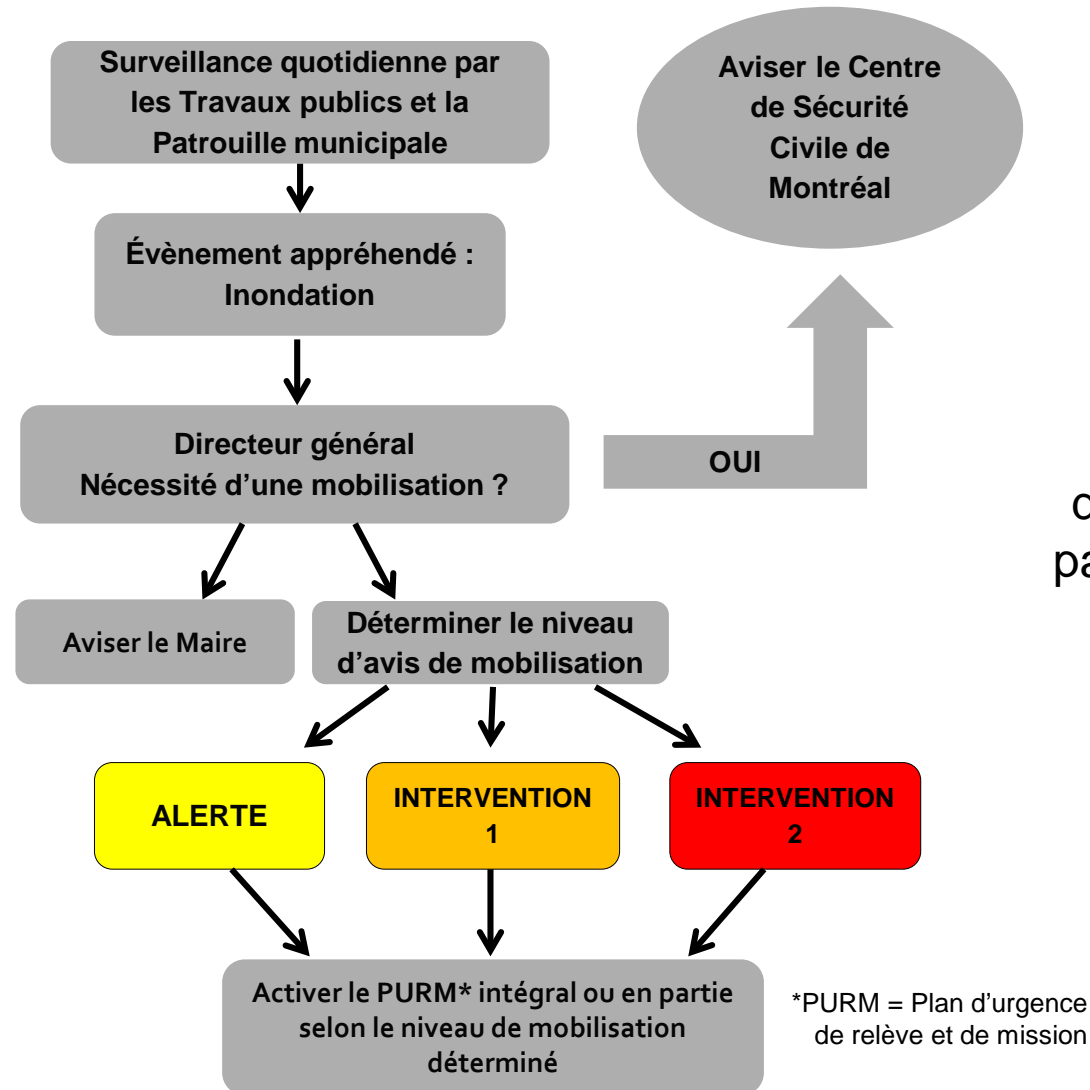 Surveillance quotidienne par
les Travaux publics et la
Patrouille municipale
Aviser le Centre
de Sécurité
Civile de
Montréal
Évènement appréhendé :
Inondation
Directeur général
Nécessité d’une mobilisation ?
OUI
Aviser le Maire
Déterminer le niveau
d’avis de mobilisation
ALERTE
INTERVENTION
1
INTERVENTION
2
Activer le PURM* intégral ou en partie
selon le niveau de mobilisation
déterminé
*PURM = Plan d’urgence
de relève et de mission